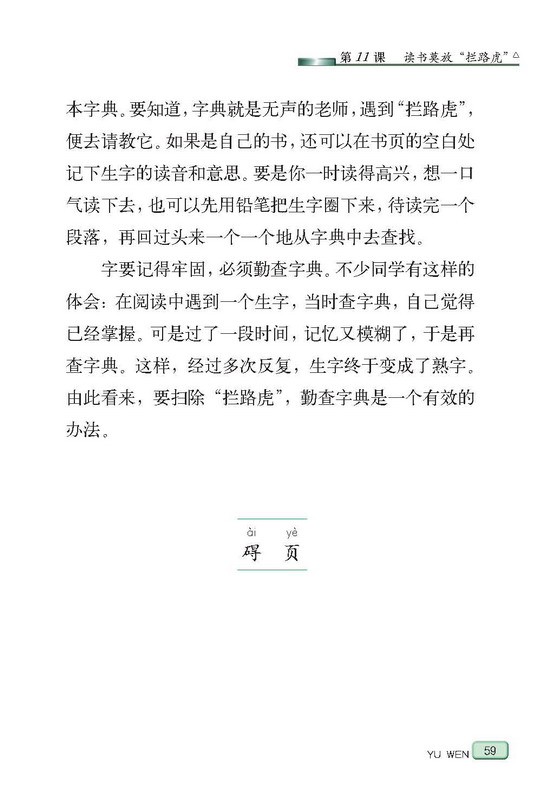 第11课 读书莫放“拦路虎”△
本字典。要知道，字典就是无声的老师，遇到“拦路虎”，
便去请教它。如果是自己的书，还可以在书页的空白处
记下生字的读音和意思。要是你一时读得高兴，想一口
气读下去，也可以先用铅笔把生字圈下来，待读完一个
段落，再回过头来一个一个地从字典中去查找。
字要记得牢固，必须勤查字典。不少同学有这样的
体会：在阅读中遇到一个生字，当时查字典，自己觉得
已经掌握。可是过了一段时间，记忆又模糊了，于是再
查字典。这样，经过多次反复，生字终于变成了熟字。
由此看来，要扫除“拦路虎”，勤查字典是一个有效的
办法。
ài yè
碍 页
YU WEN 59